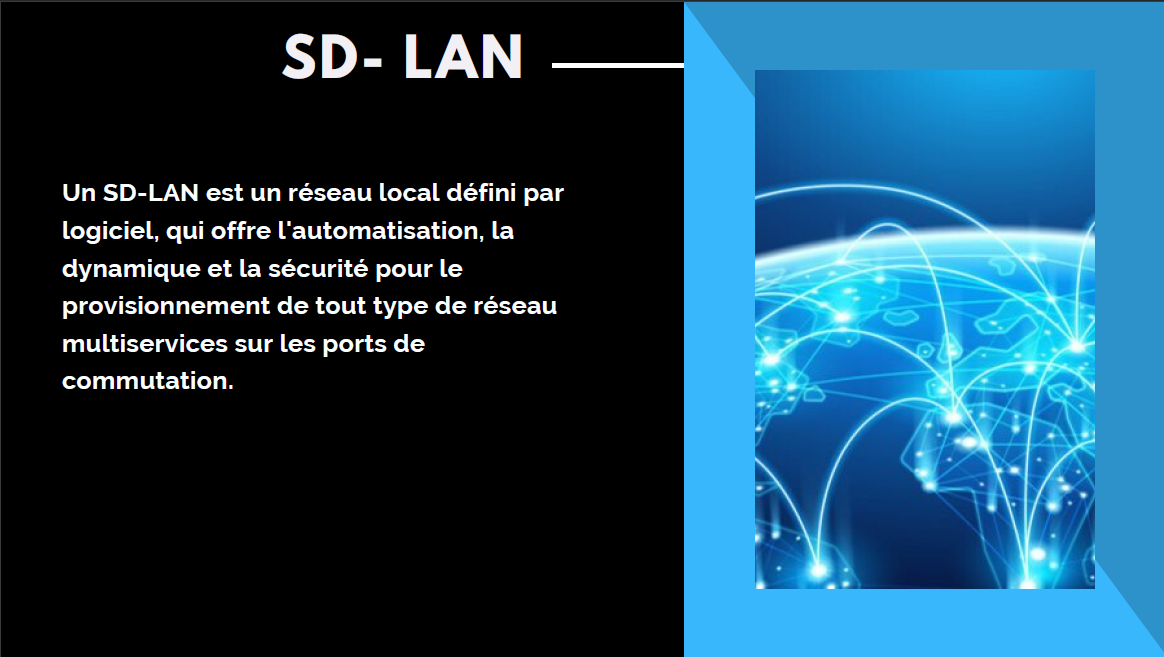 SD- LAN
Un SD-LAN est un réseau local défini par
logiciel, qui offre l'automatisation, la
dynamique et la sécurité pour le
provisionnement de tout type de réseau
multiservices sur les ports de
commutation.